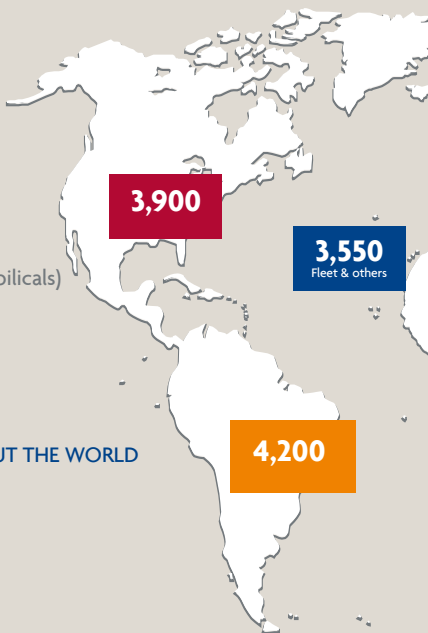 3,900
3,550
Fleet & others
bilicals)
4,200
UT THE WORLD